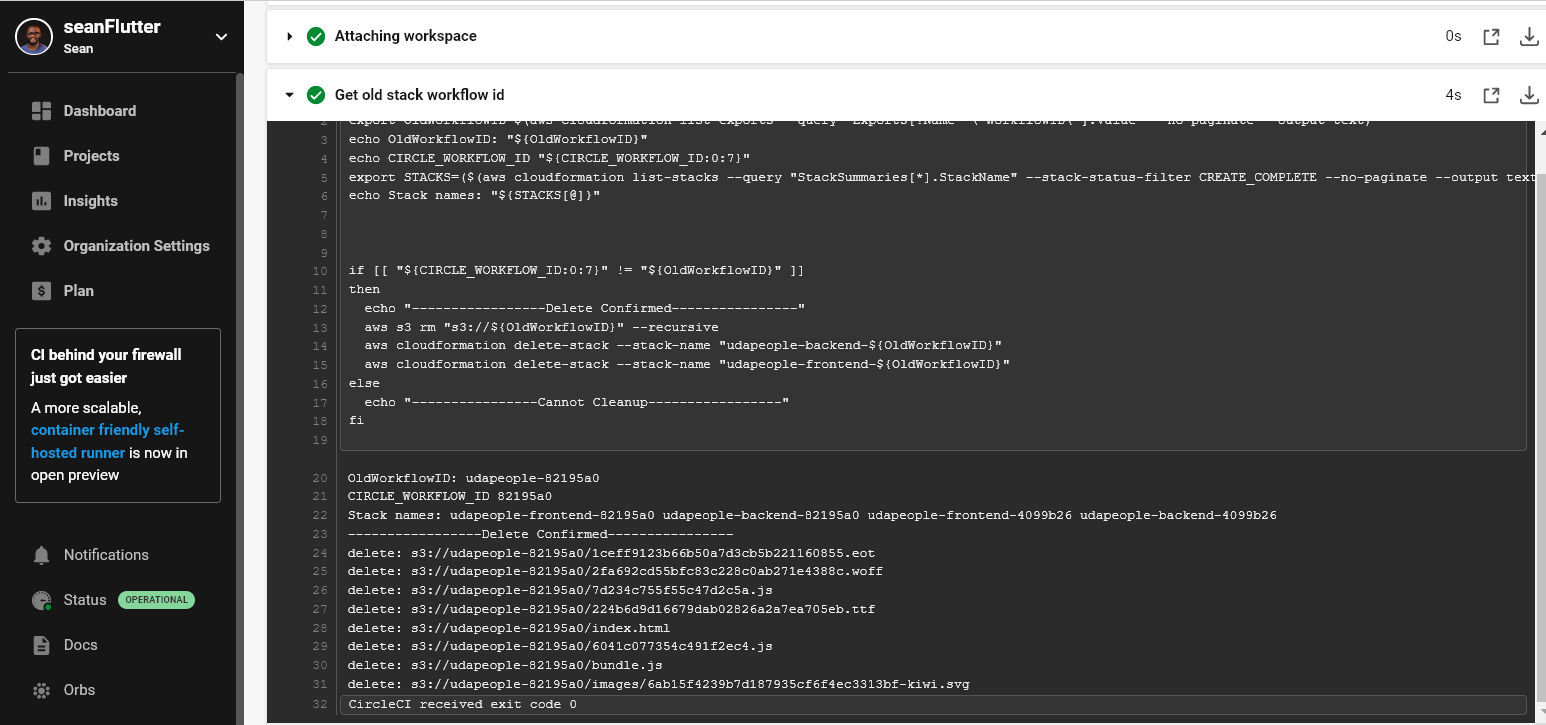 seanFlutter
Sean
Dashboard
Projects
Insights
Organization Settings
$ Plan
CI behind your firewall
just got easier
A more scalable,
container friendly self-
hosted runner is now in
open preview
Notifications
Status OPERATIONAL
Docs
Orbs
Attaching workspace 0s
Get old stack workflow id 4s
3 echo OldWorkflowID: "${OldWorkflowID}"
4 echo CIRCLE_WORKFLOW_ID "${CIRCLE_WORKFLOW_ID:0:7}"
5 export STACKS=($(aws cloudformation list-stacks --query "StackSummaries[*].StackName" --stack-status-filter CREATE_COMPLETE --no-paginate --output text
6 echo Stack names: "${STACKS[@]}"
7
8
9
10 if [[ "${CIRCLE_WORKFLOW_ID:0:7}" != "${OldWorkflowID}" ]]
11 then
12 echo "-----------------Delete Confirmed----------------"
13 aws s3 rm "s3://${OldWorkflowID}" --recursive
14 aws cloudformation delete-stack --stack-name "udapeople-backend-${OldWorkflowID}"
15 aws cloudformation delete-stack --stack-name "udapeople-frontend-${OldWorkflowID}"
16 else
17 echo "----------------Cannot Cleanup-----------------"
18 fi
19
20 OldWorkflowID: udapeople-82195a0
21 CIRCLE_WORKFLOW_ID 82195a0
22 Stack names: udapeople-frontend-82195a0 udapeople-backend-82195a0 udapeople-frontend-4099b26 udapeople-backend-4099b26
23 -----------------Delete Confirmed----------------
24 delete: s3://udapeople-82195a0/1ceff9123b66b50a7d3cb5b221160855.eot
25 delete: s3://udapeople-82195a0/2fa692cd55bfc83c228c0ab271e4388c.woff
26 delete: s3://udapeople-82195a0/7d234c755f55c47d2c5a.js
27 delete: s3://udapeople-82195a0/224b6d9d16679dab02826a2a7ea705eb.ttf
28 delete: s3://udapeople-82195a0/index.html
29 delete: s3://udapeople-82195a0/6041c077354c491f2ec4.js
30 delete: s3://udapeople-82195a0/bundle.js
31 delete: s3://udapeople-82195a0/images/6ab15f4239b7d187935cf6f4ec3313bf-kiwi.svg
32 CircleCI received exit code 0